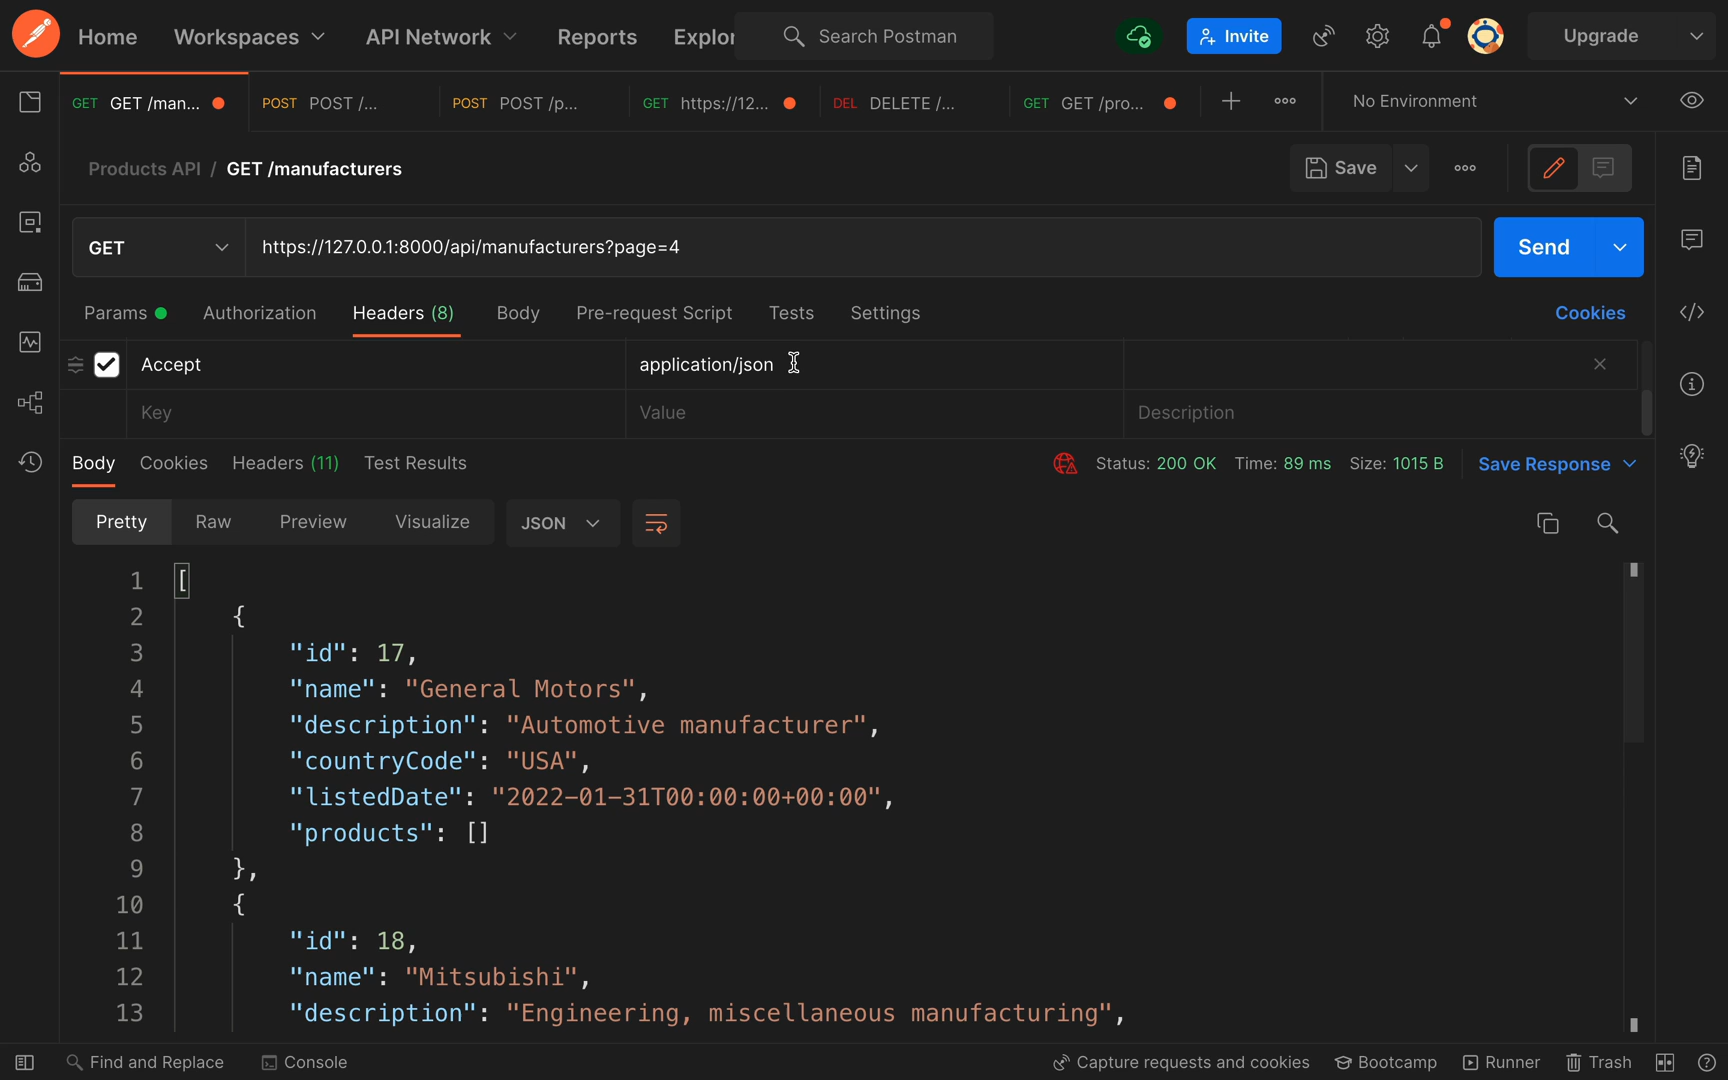 Home Workspaces API Network Reports Explor Search Postman Invite Upgrade
GET GET /man... POST POST /... POST POST /p... GET https://12... DEL DELETE /... GET GET /pro... No Environment
Products API / GET /manufacturers Save
GET https://127.0.0.1:8000/api/manufacturers?page=4 Send
Params Authorization Headers (8) Body Pre-request Script Tests Settings Cookies
Accept application/json
Key Value Description
Body Cookies Headers (11) Test Results Status: 200 OK Time: 89 ms Size: 1015 B Save Response
Pretty Raw Preview Visualize JSON
1 [
2 {
3 "id": 17,
4 "name": "General Motors",
5 "description": "Automotive manufacturer",
6 "countryCode": "USA",
7 "listedDate": "2022-01-31T00:00:00+00:00",
8 "products": []
9 },
10 {
11 "id": 18,
12 "name": "Mitsubishi",
13 "description": "Engineering, miscellaneous manufacturing",
Find and Replace Console Capture requests and cookies Bootcamp Runner Trash